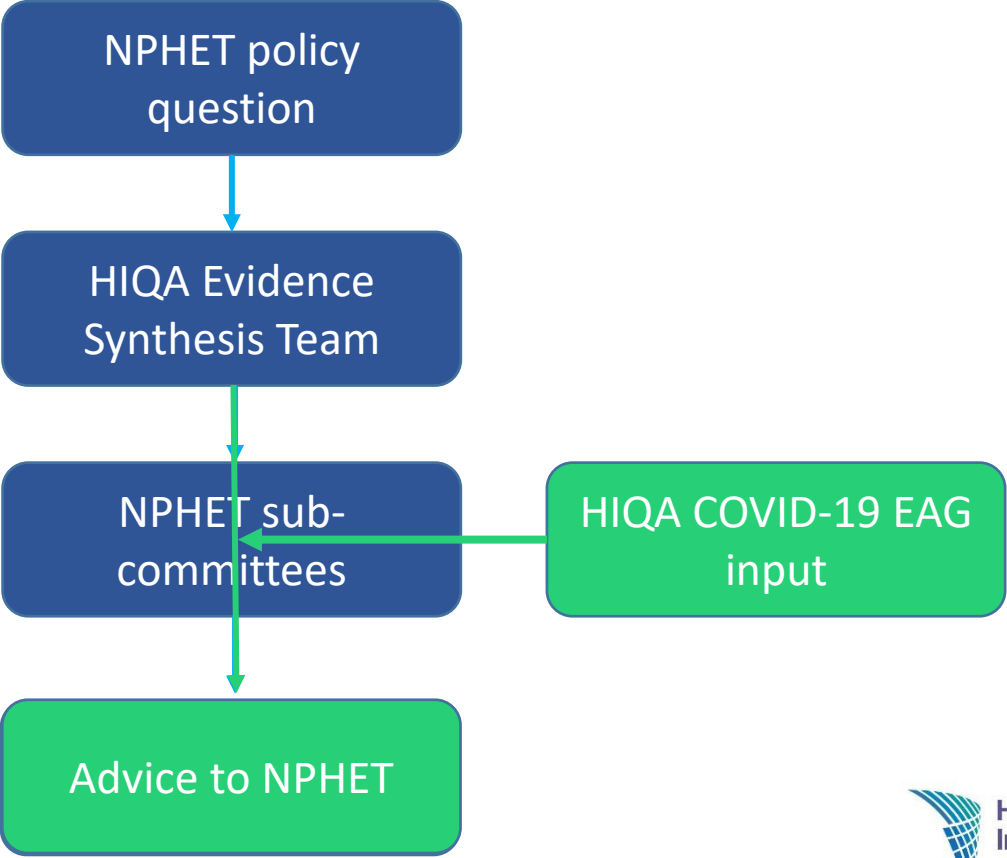 NPHET policy
question
HIQA Evidence
Synthesis Team
NPHET sub-
committees
HIQA COVID-19 EAG
input
Advice to NPHET